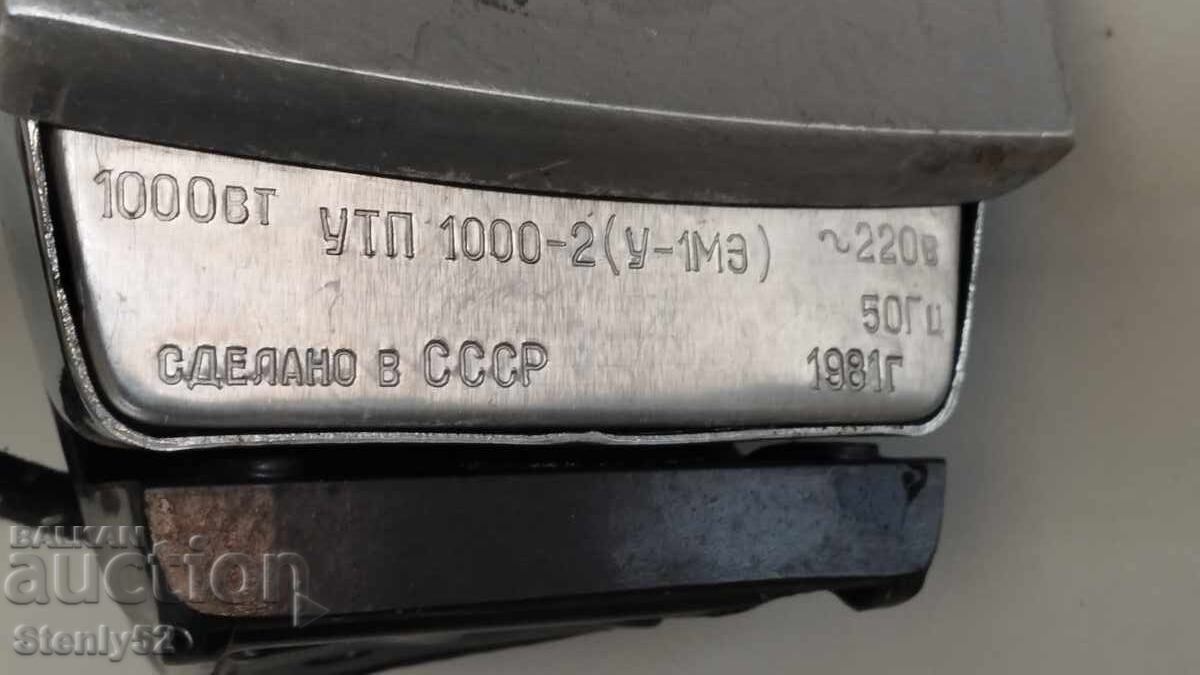 1000ВТ УТП 1000-2(У-1МЭ) ~220В
50Гц
СДЕЛАНО В СССР 1981Г
BALKAN
auction
Stenly52